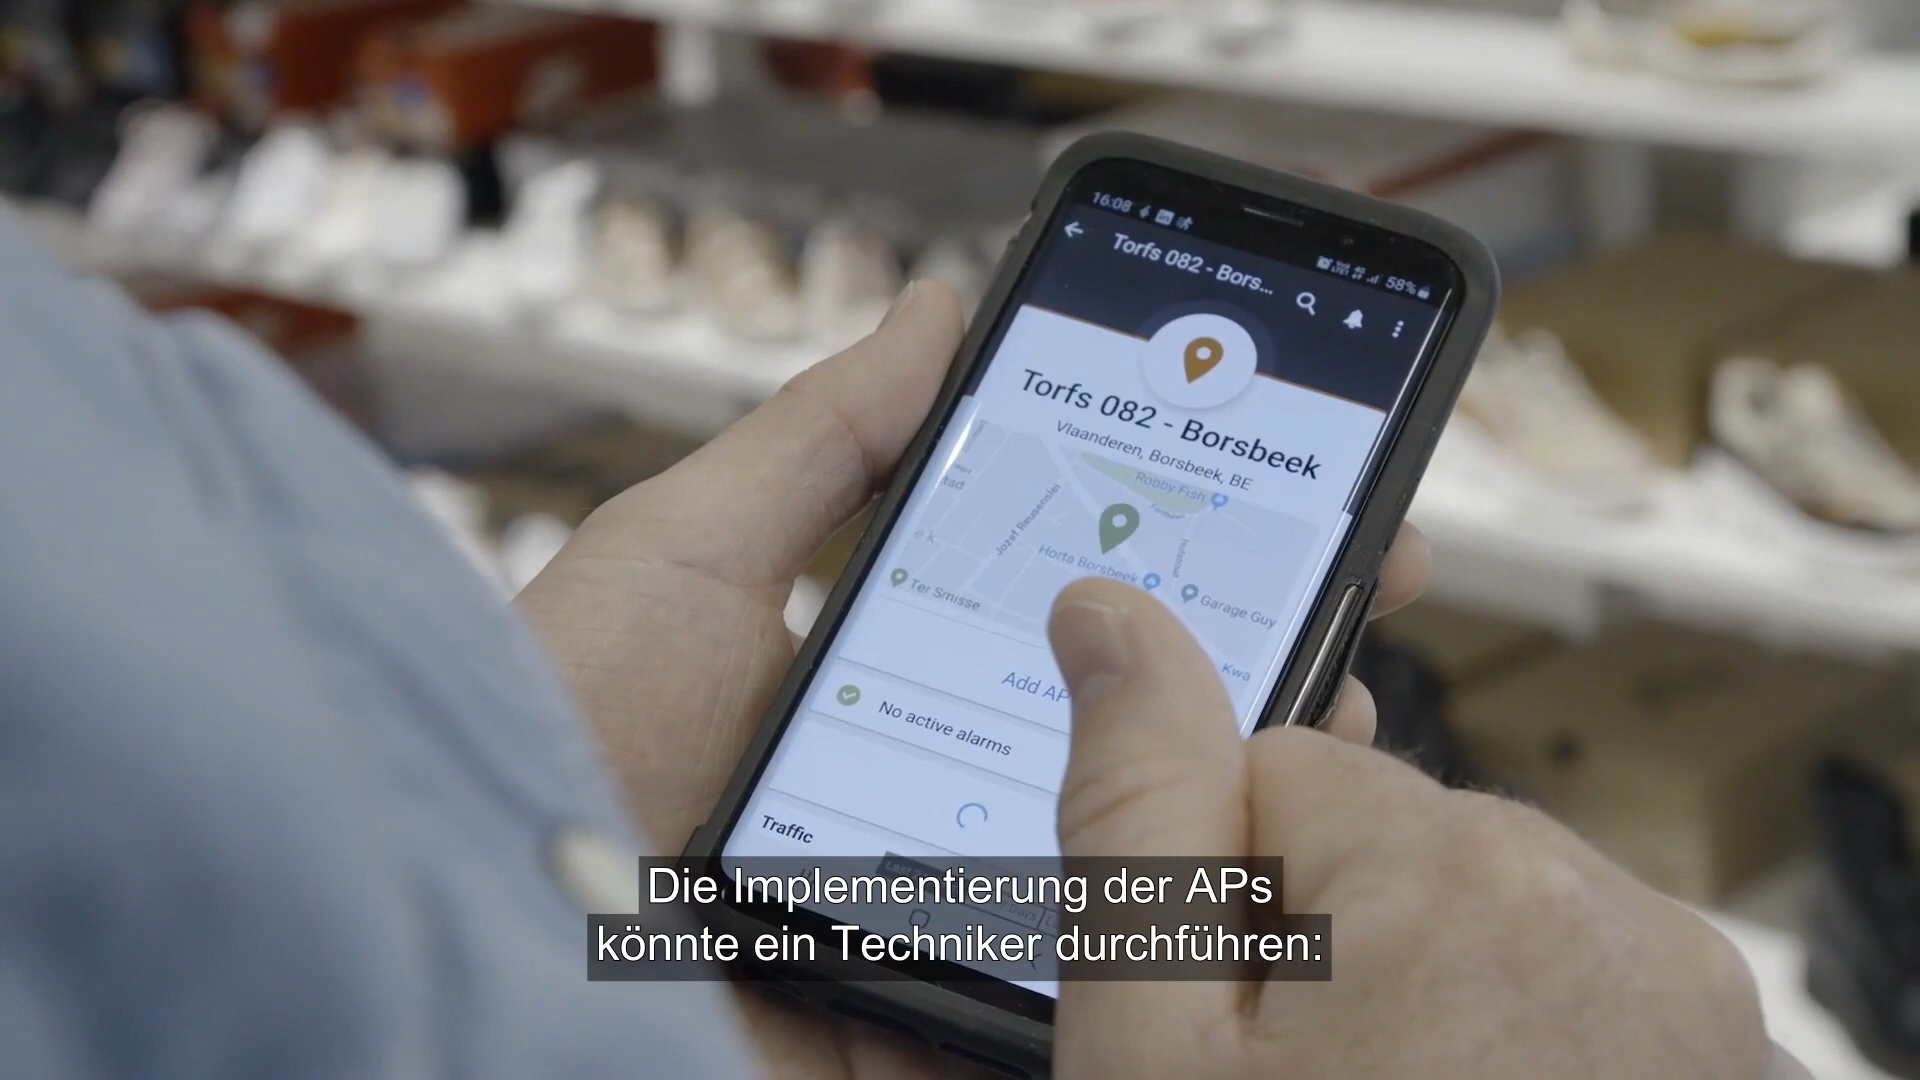 16:08
58%
Torfs 082 - Bors...
Torfs 082 - Borsbeek
Vlaanderen, Borsbeek, BE
Robby Fish
Jozef Reusenslei
Horta Borsbeek
Ter Smisse
Garage Guy
Kwa
Add AP
No active alarms
Traffic
Die Implementierung der APs
könnte ein Techniker durchführen: